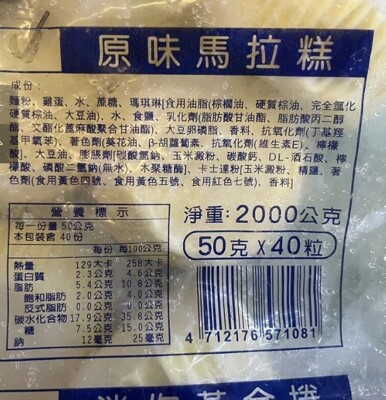 原味馬拉糕
成份:
麵粉、雞蛋、水、蔗糖、瑪琪琳[食用油脂(棕櫚油、硬質棕油、完全氫化
硬質棕油、大豆油)、水、食鹽、乳化劑(脂肪酸甘油酯、脂肪酸丙二醇
酯、交酯化蓖麻酸聚合甘油酯)、大豆卵磷脂、香料、抗氧化劑(丁基羥
基甲氧苯)、著色劑(葵花油、β-胡蘿蔔素、抗氧化劑(維生素E)、檸檬
酸)]、大豆油、膨脹劑[碳酸氫鈉、玉米澱粉、碳酸鈣、DL-酒石酸、檸
檬酸、磷酸二氫鈉(無水)、木聚糖酶]、卡士達粉[玉米澱粉、精鹽、著
色劑(食用黃色四號、食用黃色五號、食用紅色七號)、香料]
營養標示
每一份量 50公克
本包裝含 40份
每份 每100公克
熱量 129大卡 258大卡
蛋白質 2.3公克 4.6公克
脂肪 5.4公克 10.8公克
飽和脂肪 2.0公克 4.0公克
反式脂肪 0.0公克 0.0公克
碳水化合物 17.9公克 35.8公克
糖 7.5公克 15.0公克
鈉 12毫克 25毫克
淨重:2000公克
50克X40粒
4 712176 571081
黃金捲